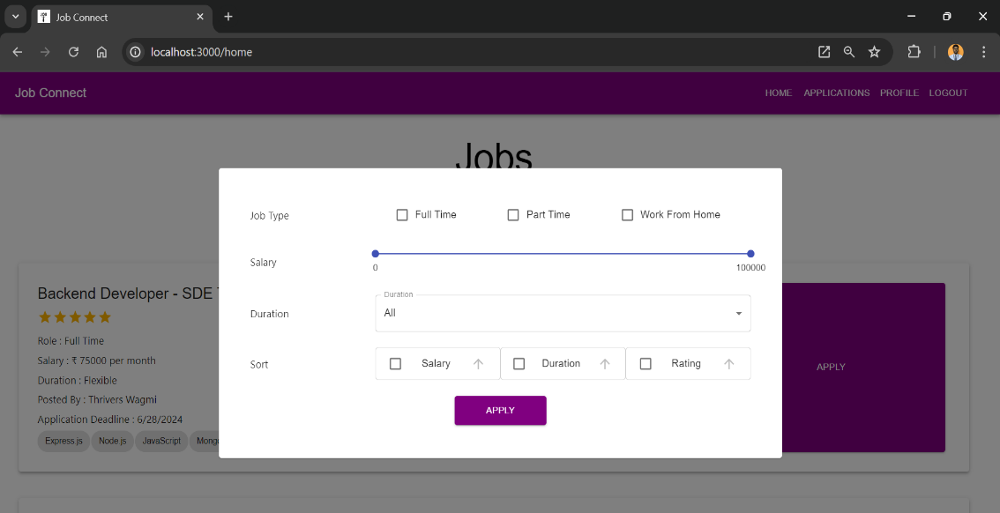 Job Connect
localhost:3000/home
Job Connect
HOME APPLICATIONS PROFILE LOGOUT
Jobs
Job Type Full Time Part Time Work From Home
Salary
0 100000
Duration
Duration All
Sort Salary Duration Rating
APPLY
Backend Developer - SDE
Role : Full Time
Salary : ₹ 75000 per month
Duration : Flexible
Posted By : Thrivers Wagmi
Application Deadline : 6/28/2024
Express.js Node.js JavaScript
APPLY